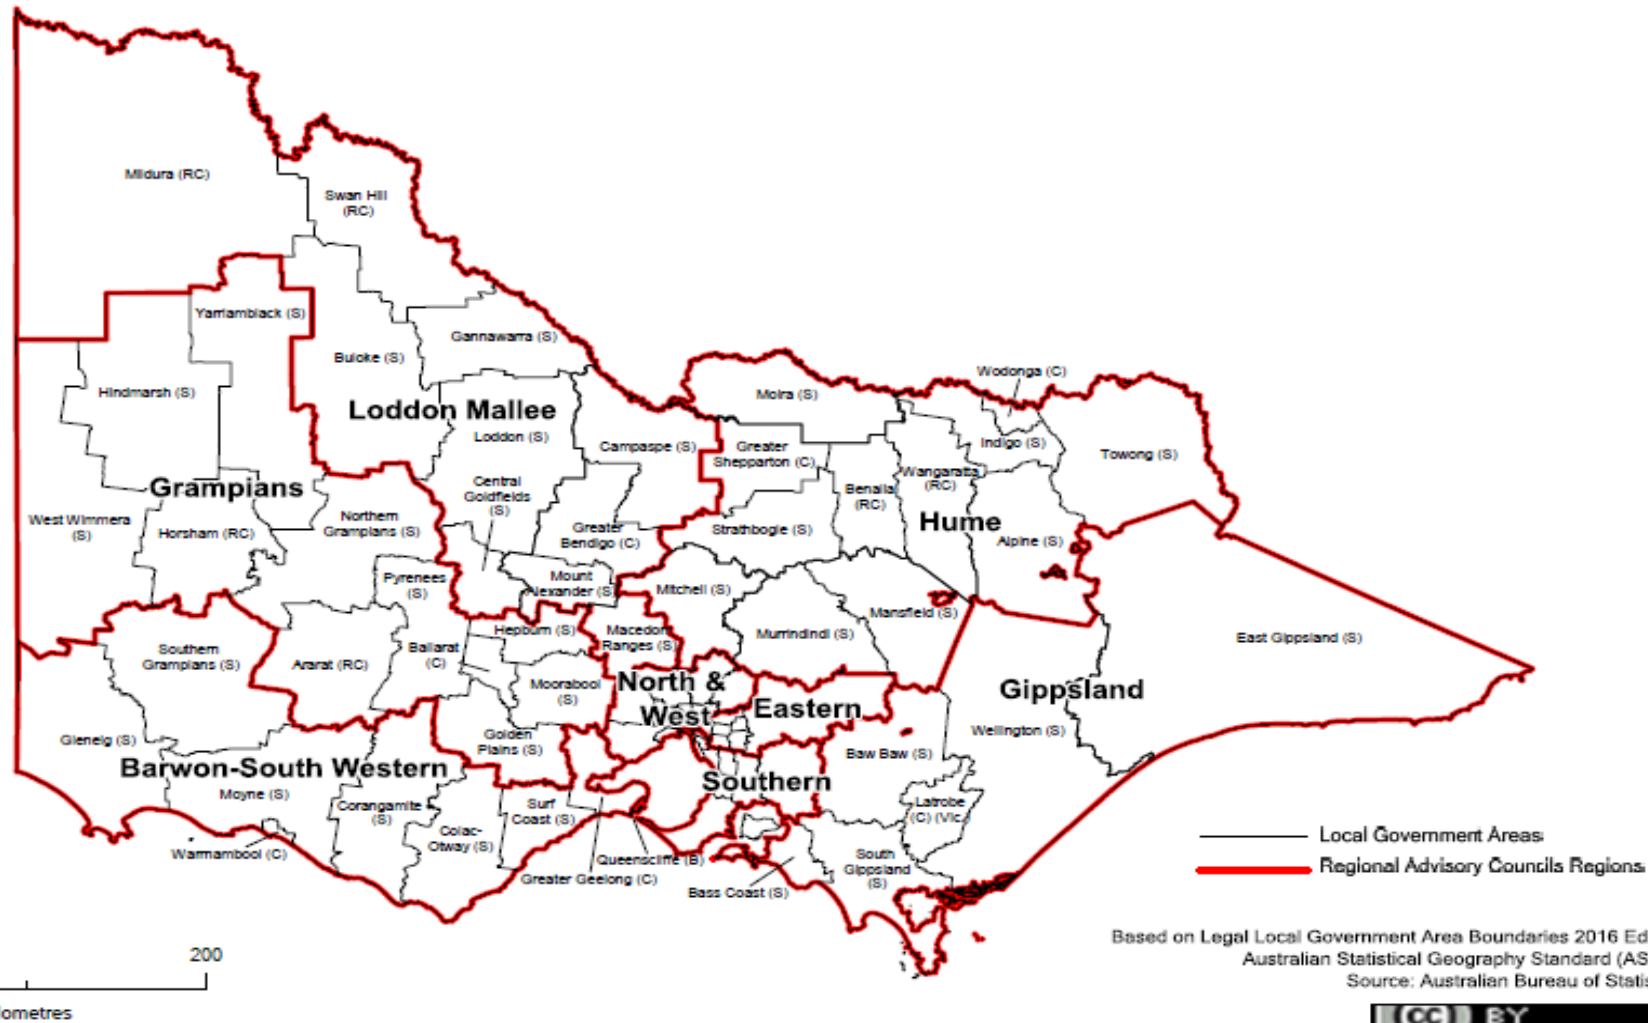 Mildura (RC)
Swan Hill
(RC)
Yarriambiack (S)
Gannawarra (S)
Buloke (S)
Hindmarsh (S)
Loddon Mallee
Loddon (S)
Campaspe (S)
Moira (S)
Wodonga (C)
Indigo (S)
Towong (S)
Greater
Shepparton (C)
Wangaratta
(RC)
Benalla
(RC)
Grampians
Central
Goldfields
(S)
West Wimmera
(S)
Horsham (RC)
Northern
Grampians (S)
Greater
Bendigo (C)
Strathbogie (S)
Hume
Alpine (S)
Pyrenees
(S)
Mount
Alexander (S)
Mitchell (S)
Mansfield (S)
Southern
Grampians (S)
Ararat (RC)
Ballarat
(C)
Hepburn (S)
Macedon
Ranges (S)
Murrindindi (S)
East Gippsland (S)
Moorabool
(S)
North &
West
Eastern
Gippsland
Wellington (S)
Glenelg (S)
Golden
Plains (S)
Baw Baw (S)
Barwon-South Western
Moyne (S)
Southern
Corangamite
(S)
Colac-
Otway (S)
Surf
Coast (S)
Latrobe
(C) (Vic.)
Warrnambool (C)
Queenscliffe (B)
Greater Geelong (C)
Bass Coast (S)
South
Gippsland
(S)
Local Government Areas
Regional Advisory Councils Regions
Based on Legal Local Government Area Boundaries 2016 Ed
Australian Statistical Geography Standard (AS
Source: Australian Bureau of Statis
200
lometres
(CC) BY